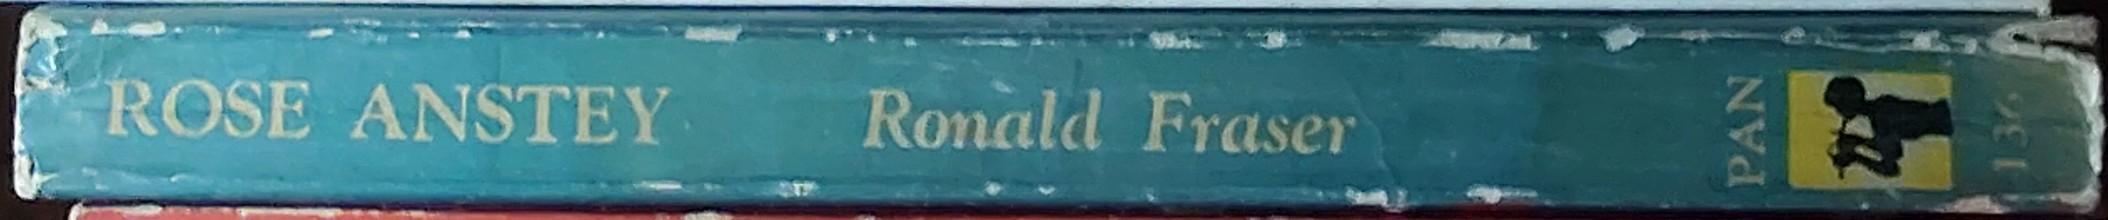 ROSE ANSTEY
Ronald Fraser
PAN
136